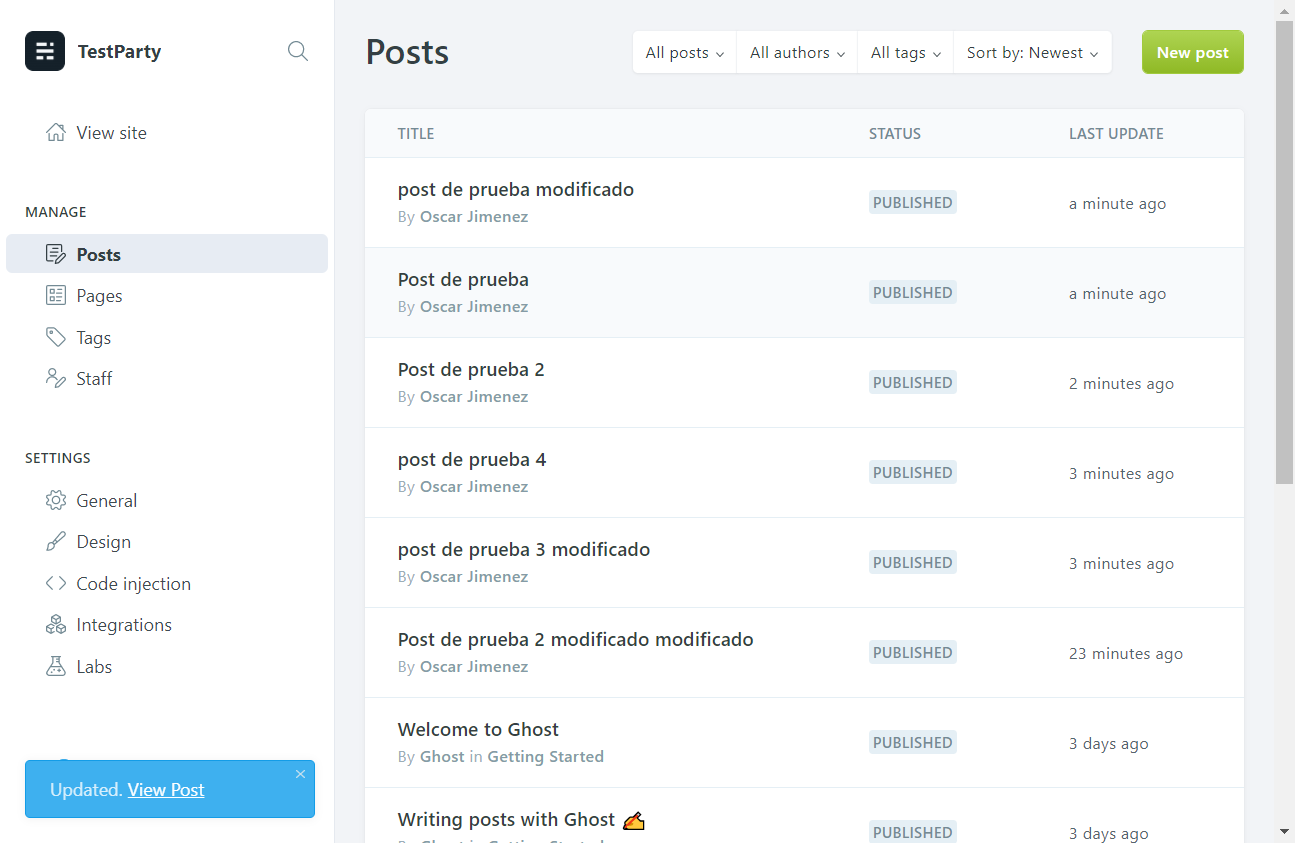 TestParty
View site
MANAGE
Posts
Pages
Tags
Staff
SETTINGS
General
Design
Code injection
Integrations
Labs
Updated. View Post
Posts
All posts
All authors
All tags
Sort by: Newest
New post
TITLE STATUS LAST UPDATE
post de prueba modificado
By Oscar Jimenez
PUBLISHED
a minute ago
Post de prueba
By Oscar Jimenez
PUBLISHED
a minute ago
Post de prueba 2
By Oscar Jimenez
PUBLISHED
2 minutes ago
post de prueba 4
By Oscar Jimenez
PUBLISHED
3 minutes ago
post de prueba 3 modificado
By Oscar Jimenez
PUBLISHED
3 minutes ago
Post de prueba 2 modificado modificado
By Oscar Jimenez
PUBLISHED
23 minutes ago
Welcome to Ghost
By Ghost in Getting Started
PUBLISHED
3 days ago
Writing posts with Ghost ✍
By Ghost in Getting Started
PUBLISHED
3 days ago